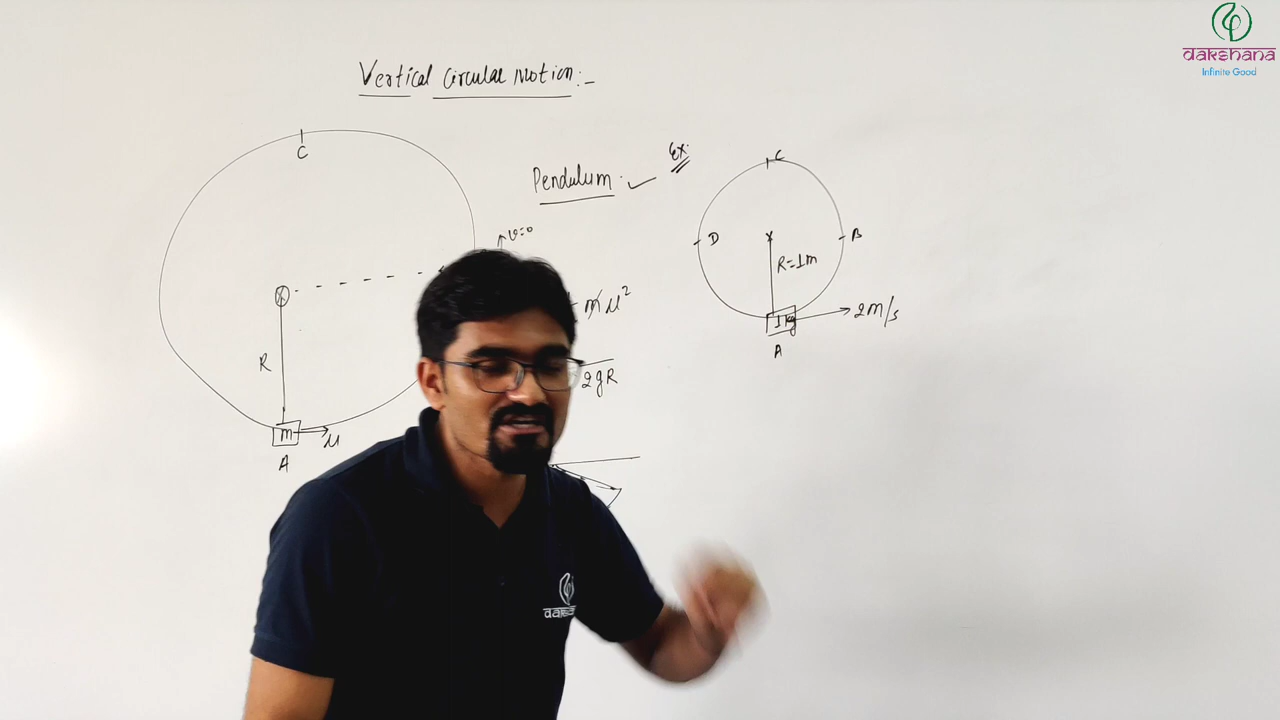 dakshana
Infinite Good
Vertical Circular Motion:-
C
Pendulum.
Ex:
C
v=0
D
B
R=1m
R
mu²
2gR
1kg
2m/s
A
m
u
A